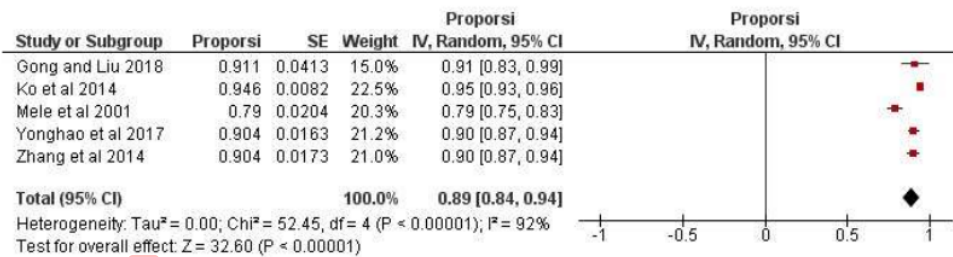 Proporsi Proporsi
Study or Subgroup Proporsi SE Weight IV, Random, 95% CI IV, Random, 95% CI
Gong and Liu 2018 0.911 0.0413 15.0% 0.91 [0.83, 0.99]
Ko et al 2014 0.946 0.0082 22.5% 0.95 [0.93, 0.96]
Mele et al 2001 0.79 0.0204 20.3% 0.79 [0.75, 0.83]
Yonghao et al 2017 0.904 0.0163 21.2% 0.90 [0.87, 0.94]
Zhang et al 2014 0.904 0.0173 21.0% 0.90 [0.87, 0.94]
Total (95% CI) 100.0% 0.89 [0.84, 0.94]
Heterogeneity: Tau² = 0.00; Chi² = 52.45, df = 4 (P < 0.00001); I² = 92%
Test for overall effect: Z = 32.60 (P < 0.00001)
-1 -0.5 0 0.5 1